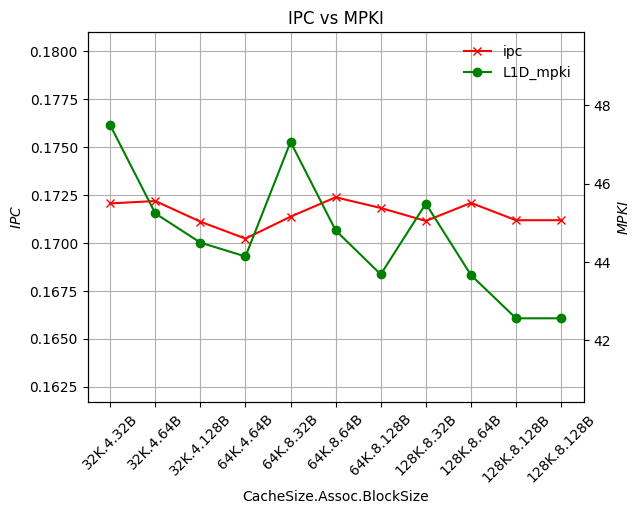 IPC vs MPKI
ipc
L1D_mpki
0.1800
0.1775
0.1750
0.1725
0.1700
0.1675
0.1650
0.1625
IPC
48
46
44
42
MPKI
32K.4.32B
32K.4.64B
32K.4.128B
64K.4.64B
64K.8.32B
64K.8.64B
64K.8.128B
128K.8.32B
128K.8.64B
128K.8.128B
128K.8.128B
CacheSize.Assoc.BlockSize